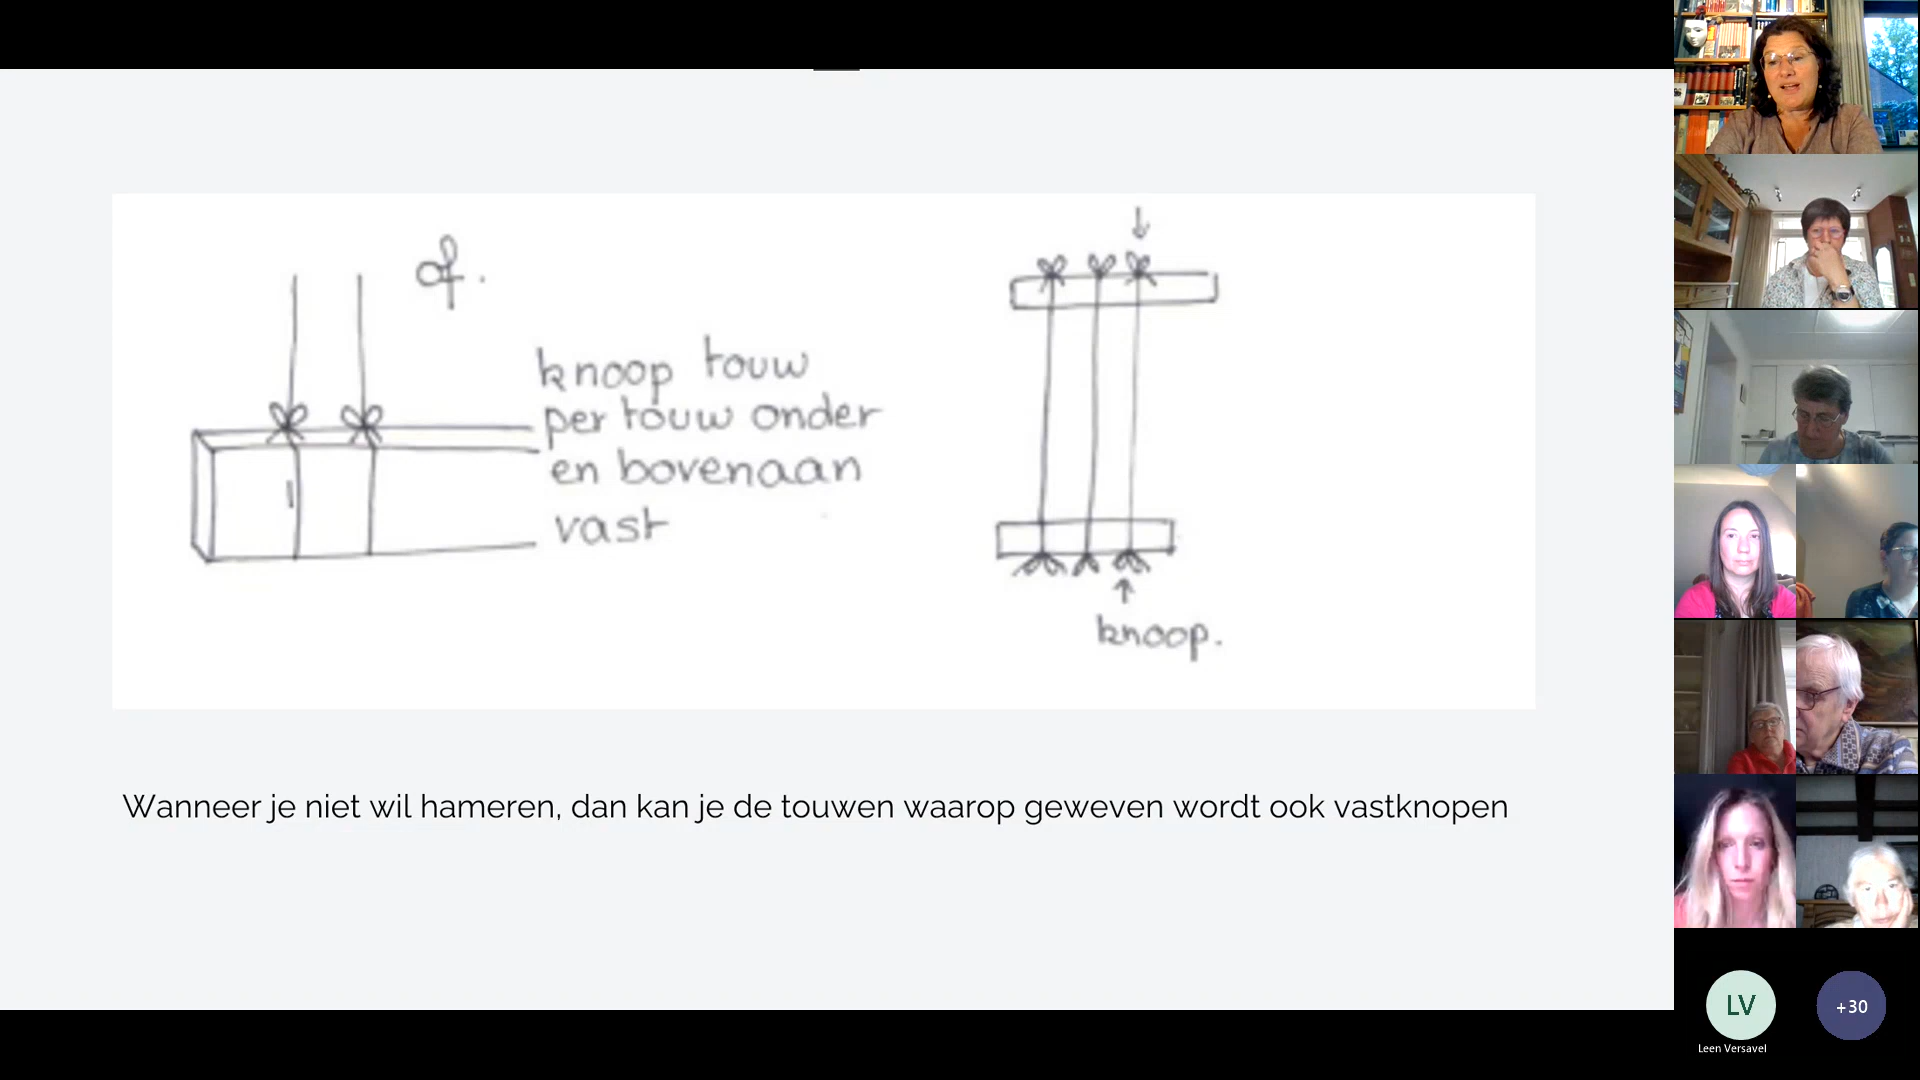 of.
knoop touw
per touw onder
en bovenaan
vast
knoop.
Wanneer je niet wil hameren, dan kan je de touwen waarop geweven wordt ook vastknopen
LV
+30
Leen Versavel